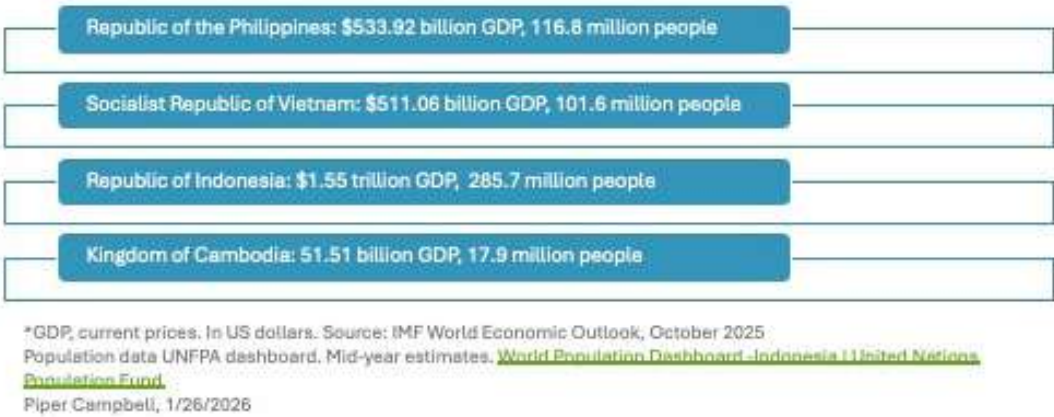 Republic of the Philippines: $533.92 billion GDP, 116.8 million people
Socialist Republic of Vietnam: $511.06 billion GDP, 101.6 million people
Republic of Indonesia: $1.55 trillion GDP, 285.7 million people
Kingdom of Cambodia: 51.51 billion GDP, 17.9 million people
*GDP, current prices. In US dollars. Source: IMF World Economic Outlook, October 2025
Population data UNFPA dashboard. Mid-year estimates. World Population Dashboard -Indonesia | United Nations
Population Fund
Piper Campbell, 1/26/2026